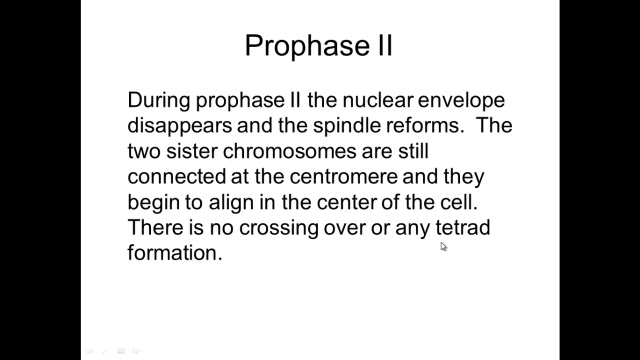 Prophase II
During prophase II the nuclear envelope
disappears and the spindle reforms.  The
two sister chromosomes are still
connected at the centromere and they
begin to align in the center of the cell.
There is no crossing over or any tetrad
formation.